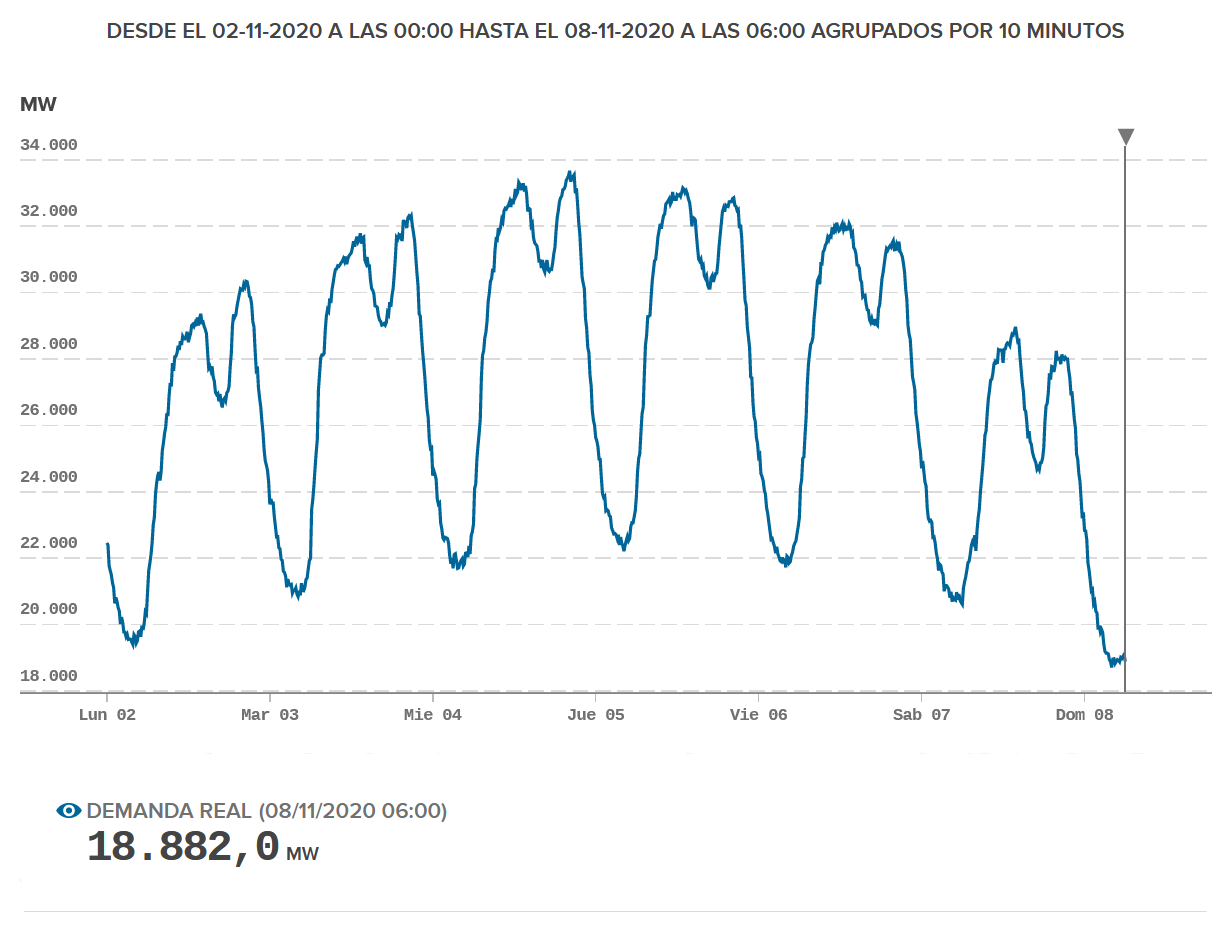 DESDE EL 02-11-2020 A LAS 00:00 HASTA EL 08-11-2020 A LAS 06:00 AGRUPADOS POR 10 MINUTOS
MW
34.000
32.000
30.000
28.000
26.000
24.000
22.000
20.000
18.000
Lun 02 Mar 03 Mie 04 Jue 05 Vie 06 Sab 07 Dom 08
DEMANDA REAL (08/11/2020 06:00)
18.882,0 MW